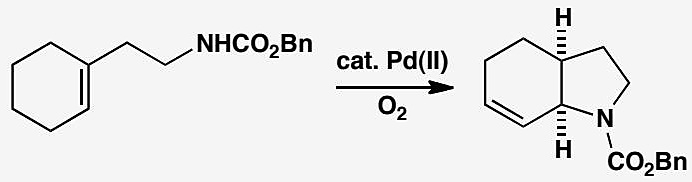 H
NHCO2Bn
cat. Pd(II)
O2
N
H
CO2Bn